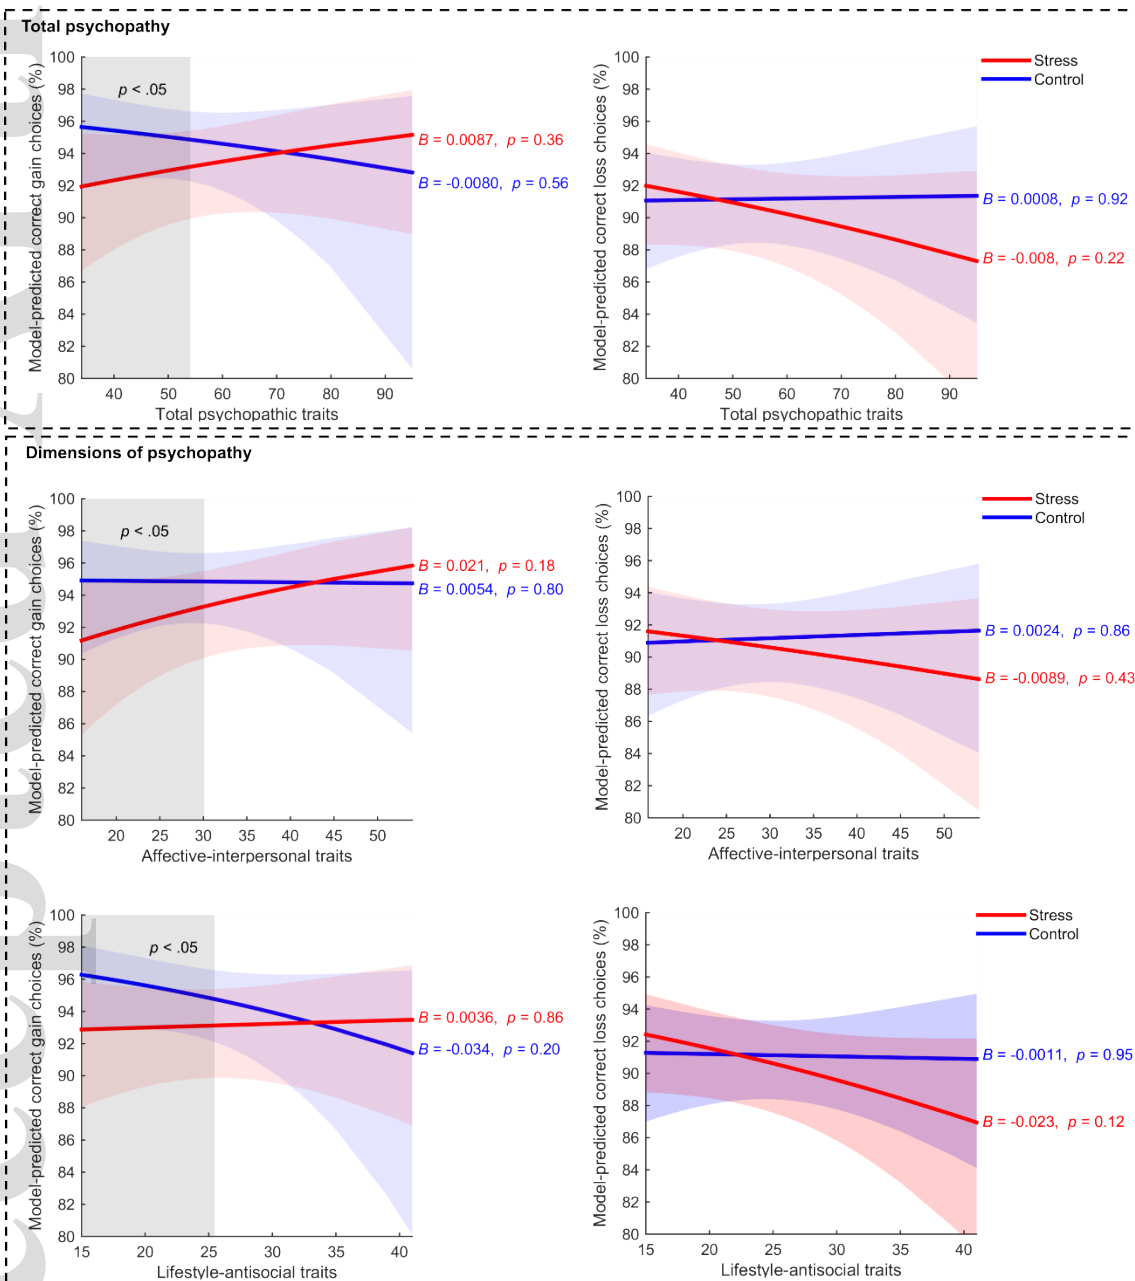 Total psychopathy
Model-predicted correct gain choices (%)
100
98
96
94
92
90
88
86
84
82
80
p < .05
B = 0.0087, p = 0.36
B = -0.0080, p = 0.56
40 50 60 70 80 90
Total psychopathic traits
Model-predicted correct loss choices (%)
100
98
96
94
92
90
88
86
84
82
80
Stress
Control
B = 0.0008, p = 0.92
B = -0.008, p = 0.22
40 50 60 70 80 90
Total psychopathic traits
Dimensions of psychopathy
Model-predicted correct gain choices (%)
100
98
96
94
92
90
88
86
84
82
80
p < .05
B = 0.021, p = 0.18
B = 0.0054, p = 0.80
20 25 30 35 40 45 50
Affective-interpersonal traits
Model-predicted correct loss choices (%)
100
98
96
94
92
90
88
86
84
82
80
Stress
Control
B = 0.0024, p = 0.86
B = -0.0089, p = 0.43
20 25 30 35 40 45 50
Affective-interpersonal traits
Model-predicted correct gain choices (%)
100
98
96
94
92
90
88
86
84
82
80
p < .05
B = 0.0036, p = 0.86
B = -0.034, p = 0.20
15 20 25 30 35 40
Lifestyle-antisocial traits
Model-predicted correct loss choices (%)
100
98
96
94
92
90
88
86
84
82
80
Stress
Control
B = -0.0011, p = 0.95
B = -0.023, p = 0.12
15 20 25 30 35 40
Lifestyle-antisocial traits